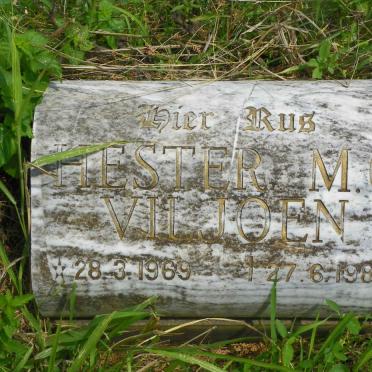 Hier Rus
HESTER M.
VILJOEN
* 28.3.1969 † 27.6.198